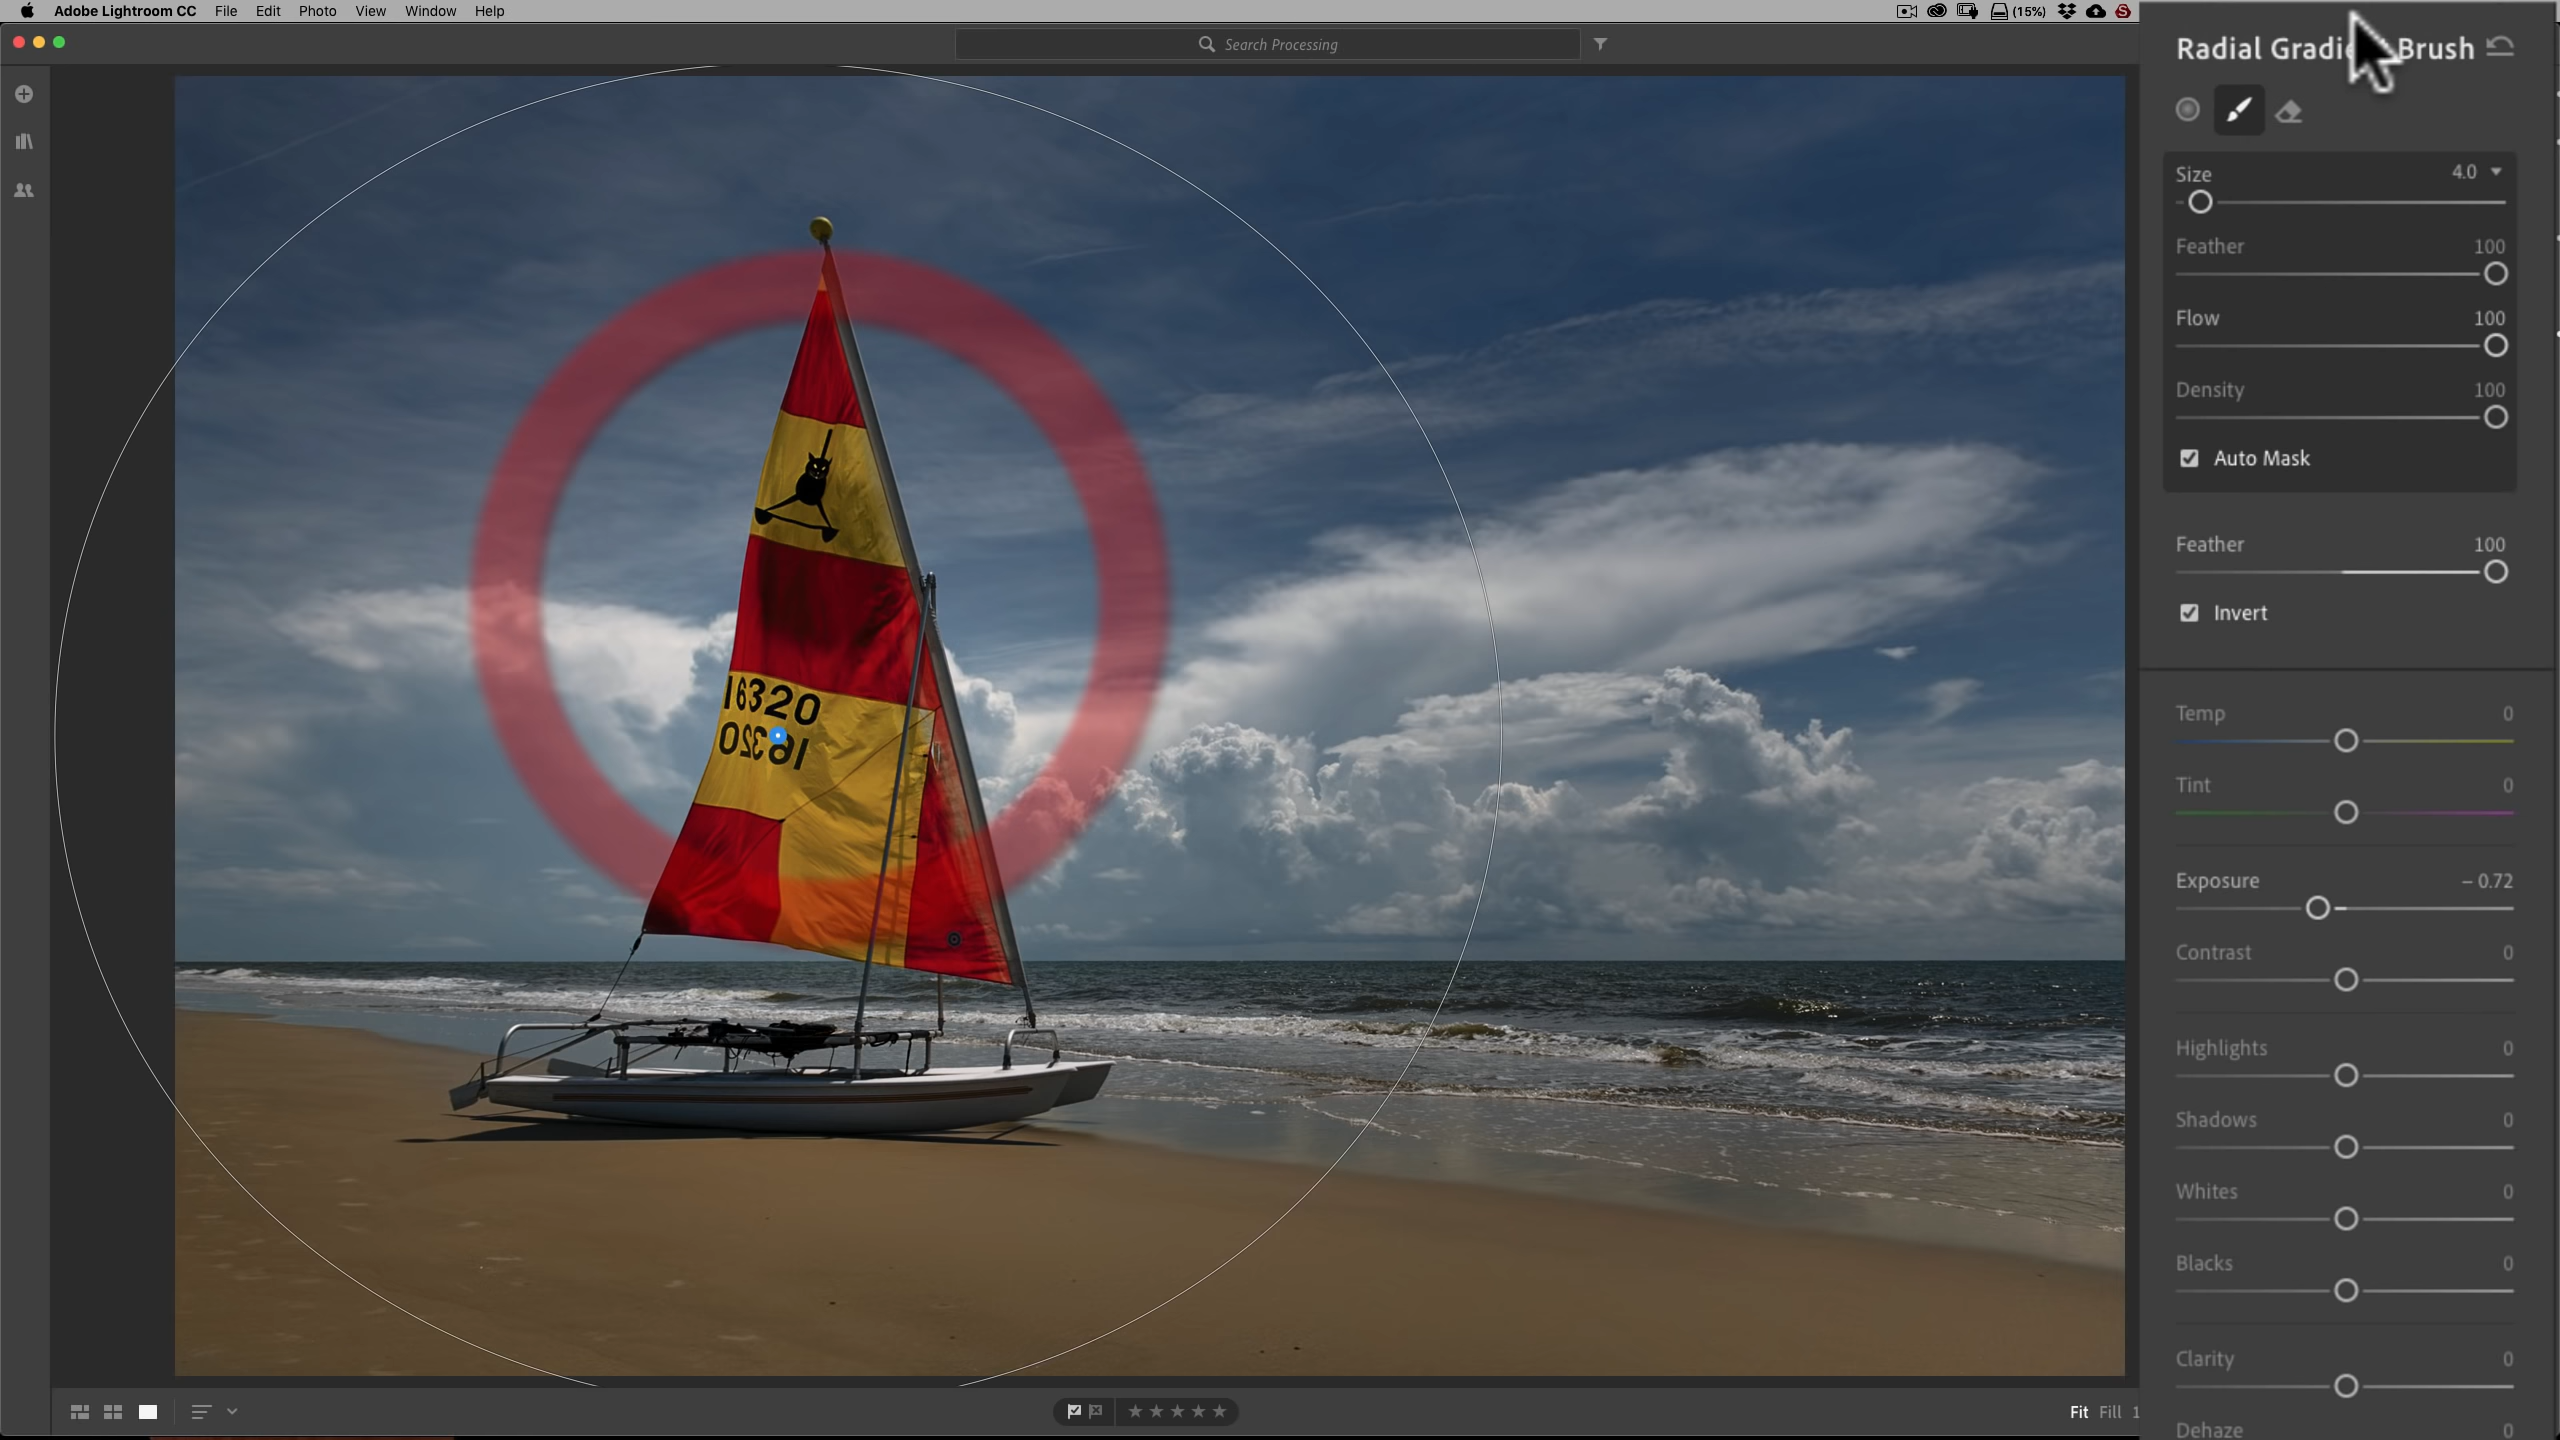 Adobe Lightroom CC File Edit Photo View Window Help
(15%)
Search Processing
Radial Gradi Brush
Size 4.0
Feather 100
Flow 100
Density 100
Auto Mask
Feather 100
Invert
Temp 0
Tint 0
Exposure – 0.72
Contrast 0
Highlights 0
Shadows 0
Whites 0
Blacks 0
Clarity 0
Dehaze 0
16320
16320
Fit Fill 1